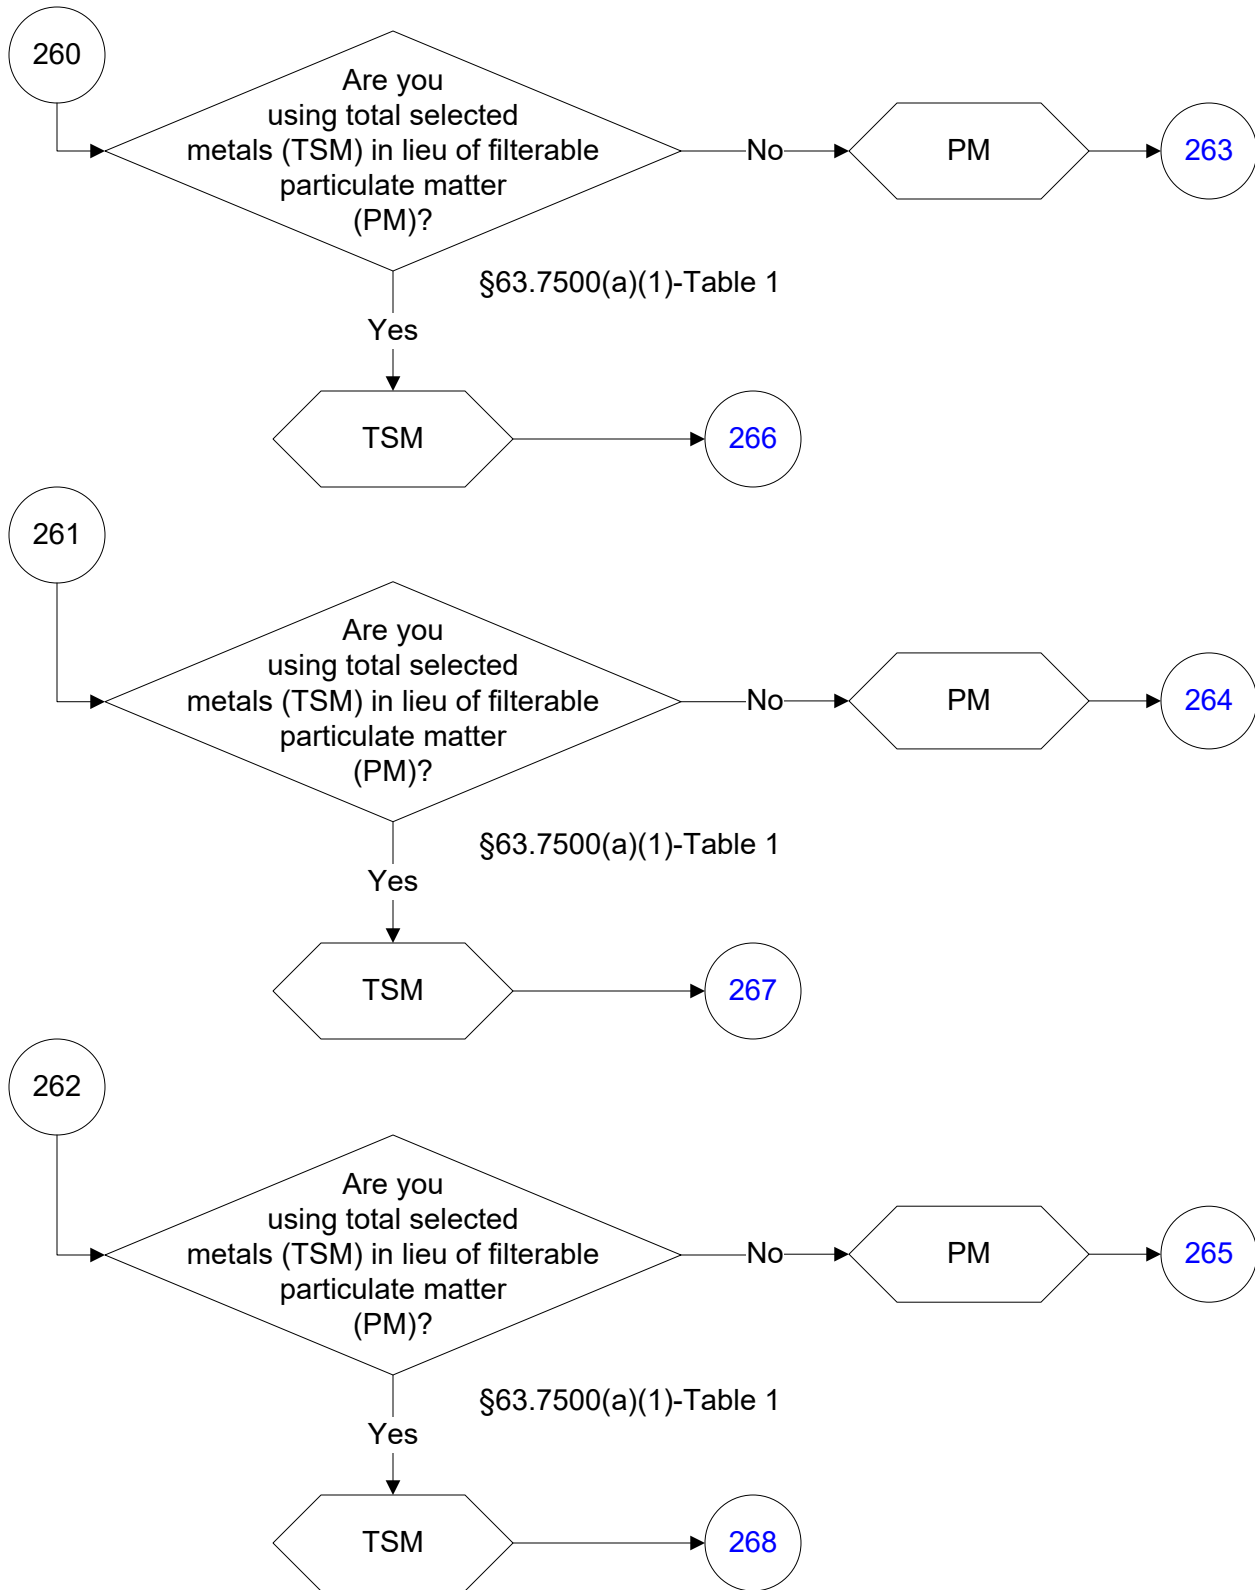 260
Are you
using total selected
metals (TSM) in lieu of filterable
particulate matter
(PM)?
No
PM
263
§63.7500(a)(1)-Table 1
Yes
TSM
266
261
Are you
using total selected
metals (TSM) in lieu of filterable
particulate matter
(PM)?
No
PM
264
§63.7500(a)(1)-Table 1
Yes
TSM
267
262
Are you
using total selected
metals (TSM) in lieu of filterable
particulate matter
(PM)?
No
PM
265
§63.7500(a)(1)-Table 1
Yes
TSM
268